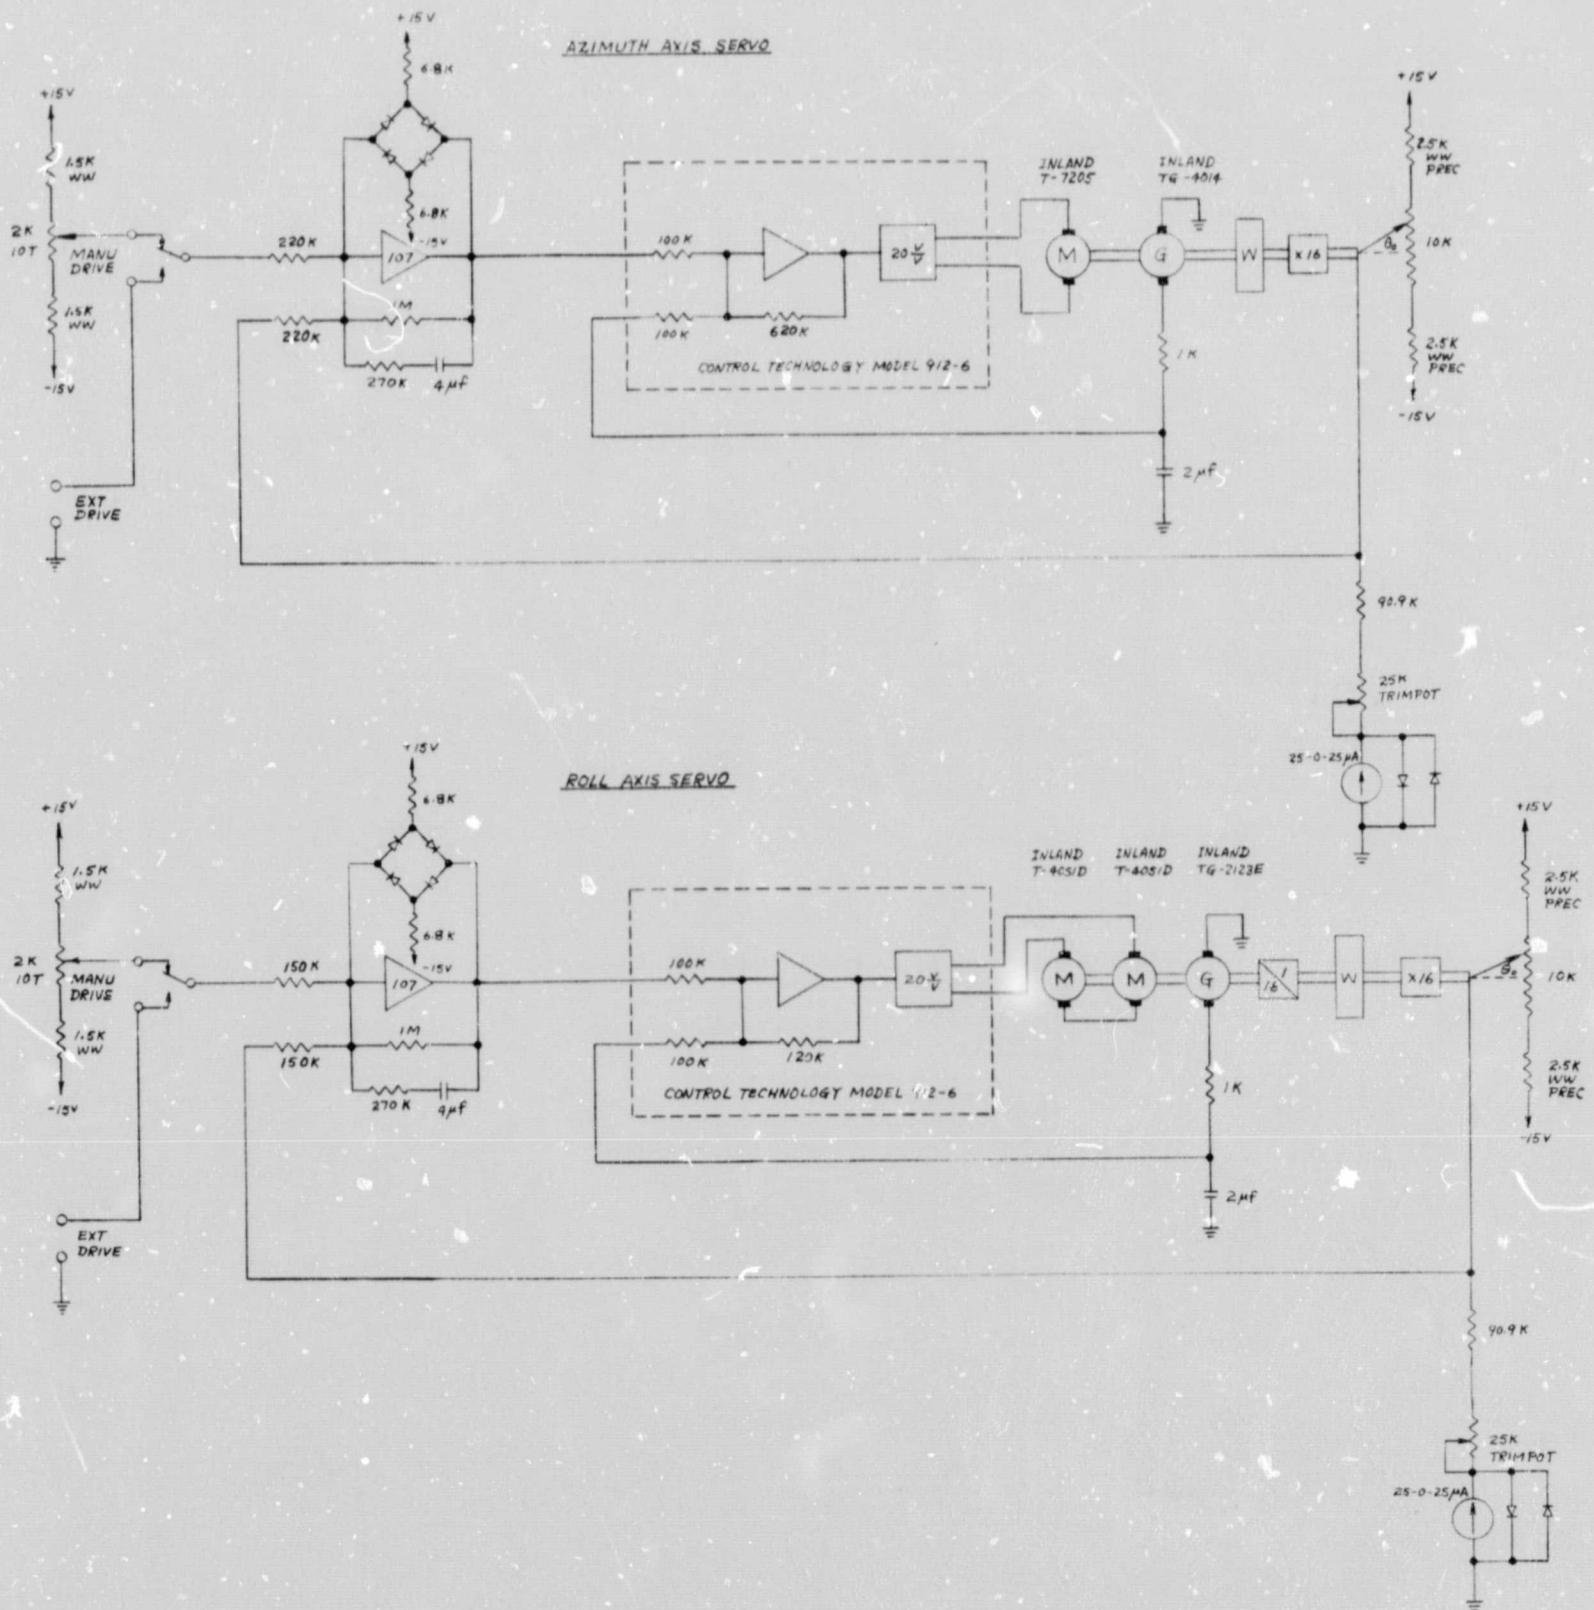 AZIMUTH AXIS SERVO
+15V
6.8K
+15V
1.5K
WW
2K
10T
MANU
DRIVE
1.5K
WW
-15V
EXT
DRIVE
220K
220K
6.8K
-15V
107
1M
270K
4µf
100K
100K
620K
20 V/V
CONTROL TECHNOLOGY MODEL 912-6
INLAND
T-7205
INLAND
TG-4014
M
G
W
X16
1K
2µf
+15V
2.5K
WW
PREC
θo
10K
2.5K
WW
PREC
-15V
90.9K
25K
TRIMPOT
25-0-25µA
ROLL AXIS SERVO
+15V
6.8K
+15V
1.5K
WW
2K
10T
MANU
DRIVE
1.5K
WW
-15V
EXT
DRIVE
150K
150K
6.8K
-15V
107
1M
270K
4µf
100K
100K
120K
20 V/V
CONTROL TECHNOLOGY MODEL 912-6
INLAND
T-4051D
INLAND
T-4051D
INLAND
TG-2123E
M
M
G
1/16
W
X16
1K
2µf
+15V
2.5K
WW
PREC
θo
10K
2.5K
WW
PREC
-15V
90.9K
25K
TRIMPOT
25-0-25µA